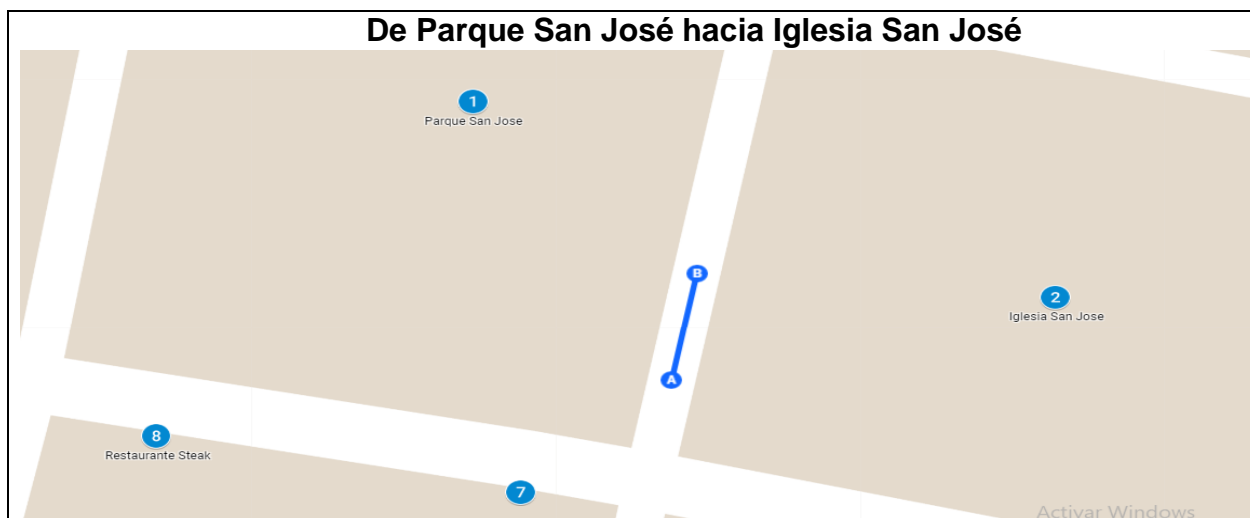 De Parque San José hacia Iglesia San José
1
Parque San Jose
B
2
Iglesia San Jose
A
8
Restaurante Steak
7
Activar Windows